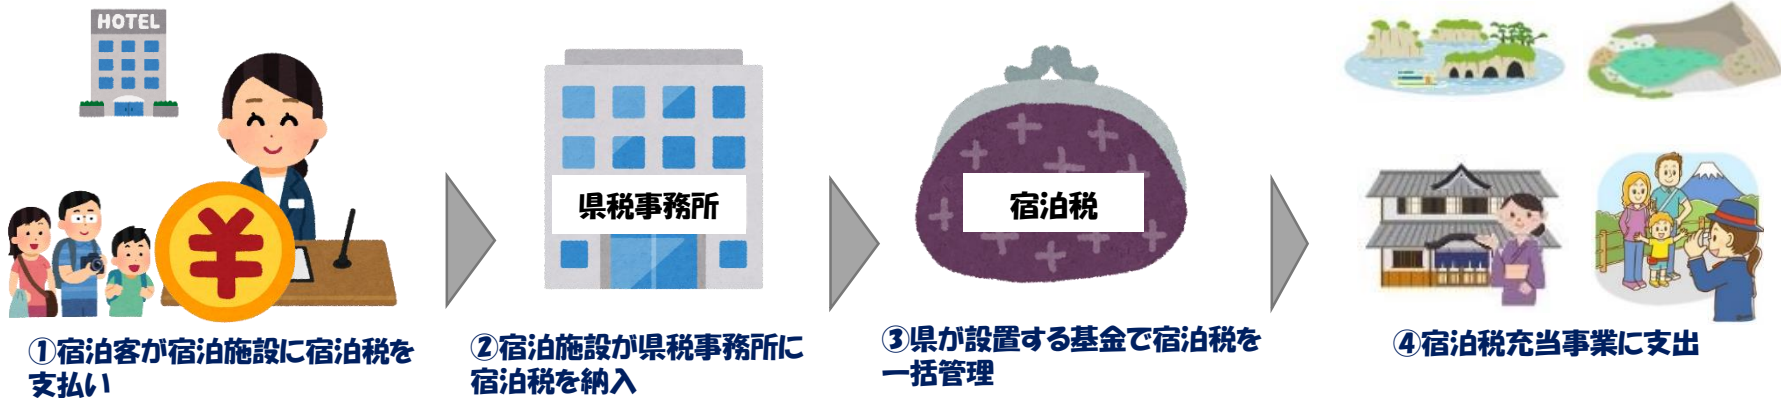 HOTEL
¥
①宿泊客が宿泊施設に宿泊税を
支払い
県税事務所
②宿泊施設が県税事務所に
宿泊税を納入
宿泊税
③県が設置する基金で宿泊税を
一括管理
④宿泊税充当事業に支出